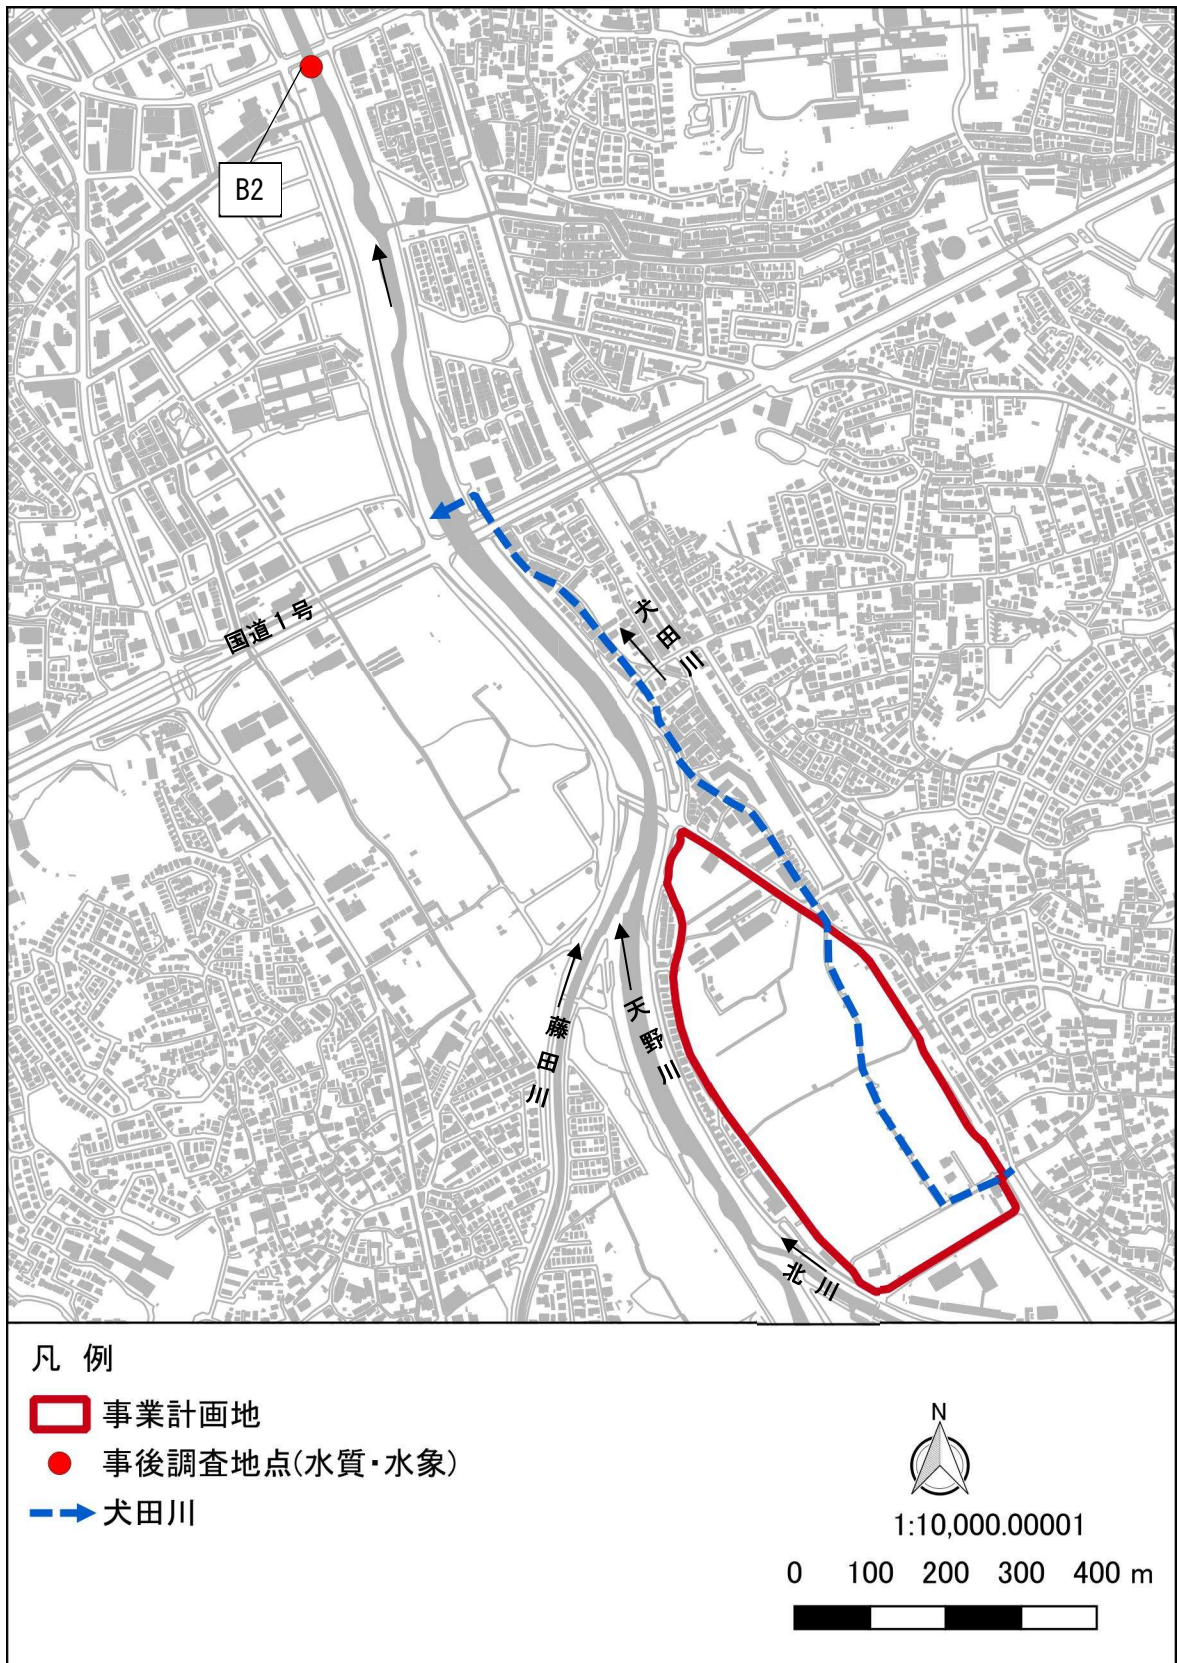 B2
国道1号
犬田川
藤田川
天野川
北川
凡 例
事業計画地
事後調査地点(水質・水象)
犬田川
N
1:10,000.00001
0 100 200 300 400 m